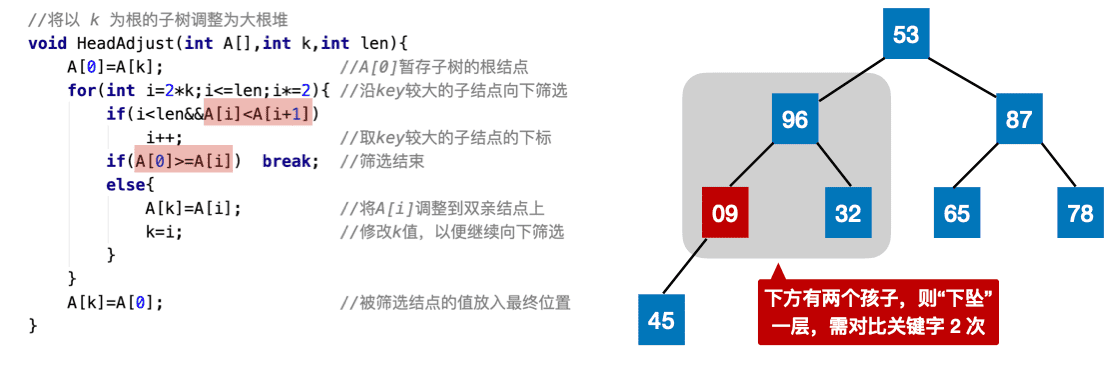 //将以 k 为根的子树调整为大根堆
void HeadAdjust(int A[],int k,int len){
A[0]=A[k]; //A[0]暂存子树的根结点
for(int i=2*k;i<=len;i*=2){ //沿key较大的子结点向下筛选
if(i<len&&A[i]<A[i+1])
i++; //取key较大的子结点的下标
if(A[0]>=A[i]) break; //筛选结束
else{
A[k]=A[i]; //将A[i]调整到双亲结点上
k=i; //修改k值，以便继续向下筛选
}
}
A[k]=A[0]; //被筛选结点的值放入最终位置
}
53
96 87
09 32 65 78
45
下方有两个孩子，则“下坠”
一层，需对比关键字 2 次